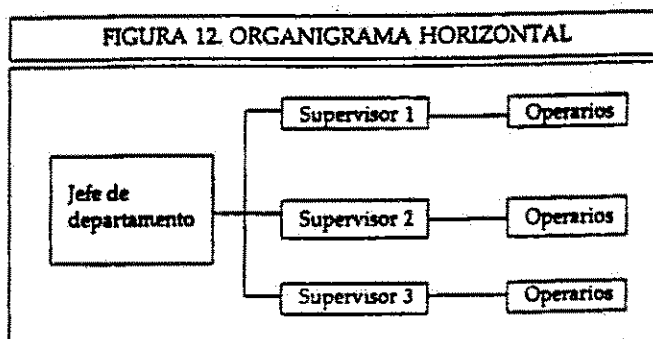 FIGURA 12. ORGANIGRAMA HORIZONTAL
Supervisor 1
Operarios
Jefe de
departamento
Supervisor 2
Operarios
Supervisor 3
Operarios